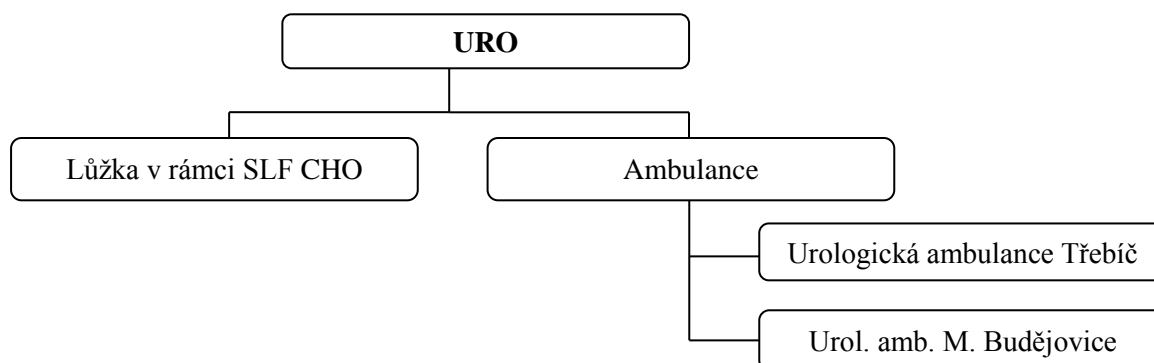 URO
Lůžka v rámci SLF CHO
Ambulance
Urologická ambulance Třebíč
Urol. amb. M. Budějovice